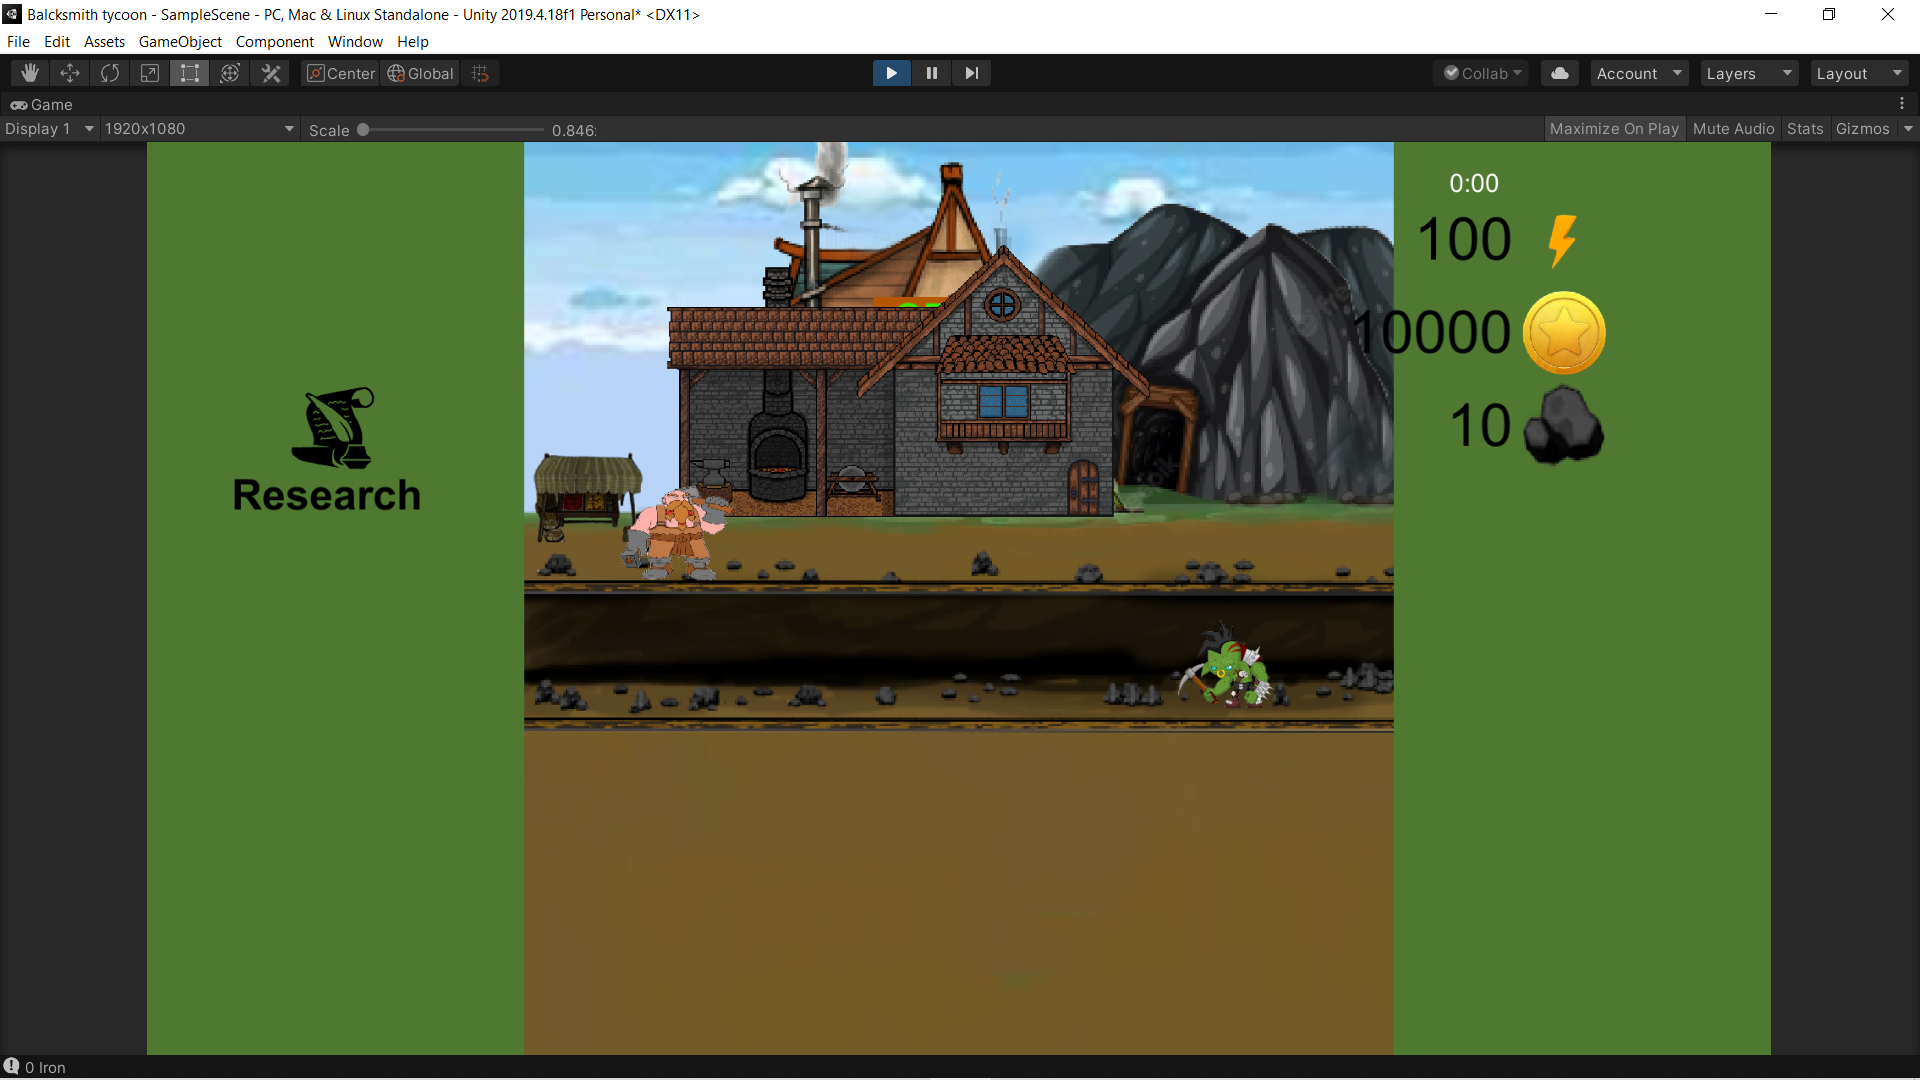 Balcksmith tycoon - SampleScene - PC, Mac & Linux Standalone - Unity 2019.4.18f1 Personal* <DX11>
File Edit Assets GameObject Component Window Help
Center Global Collab Account Layers Layout
Game
Display 1 1920x1080 Scale 0.846 Maximize On Play Mute Audio Stats Gizmos
0:00
100
10000
10
Research
0 Iron